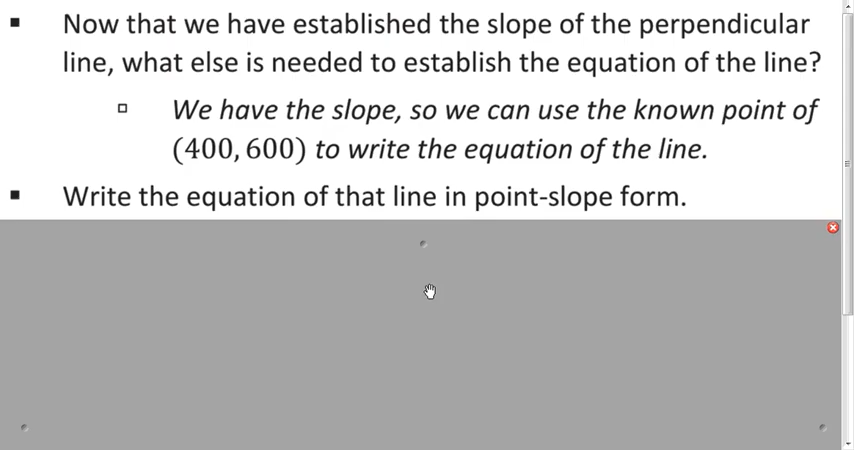 ▪ Now that we have established the slope of the perpendicular
line, what else is needed to establish the equation of the line?
▫ We have the slope, so we can use the known point of
(400, 600) to write the equation of the line.
▪ Write the equation of that line in point-slope form.